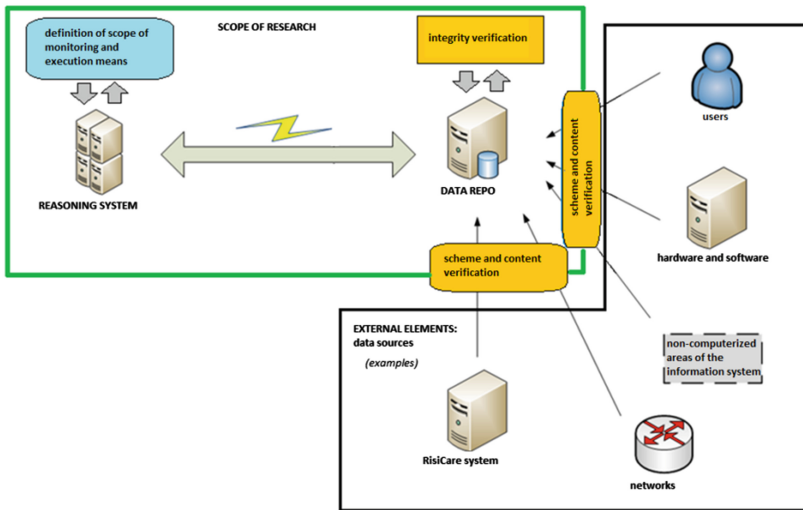 SCOPE OF RESEARCH
definition of scope of
monitoring and
execution means
integrity verification
REASONING SYSTEM
DATA REPO
scheme and content
verification
scheme and content
verification
users
hardware and software
EXTERNAL ELEMENTS:
data sources
(examples)
non-computerized
areas of the
information system
RisiCare system
networks